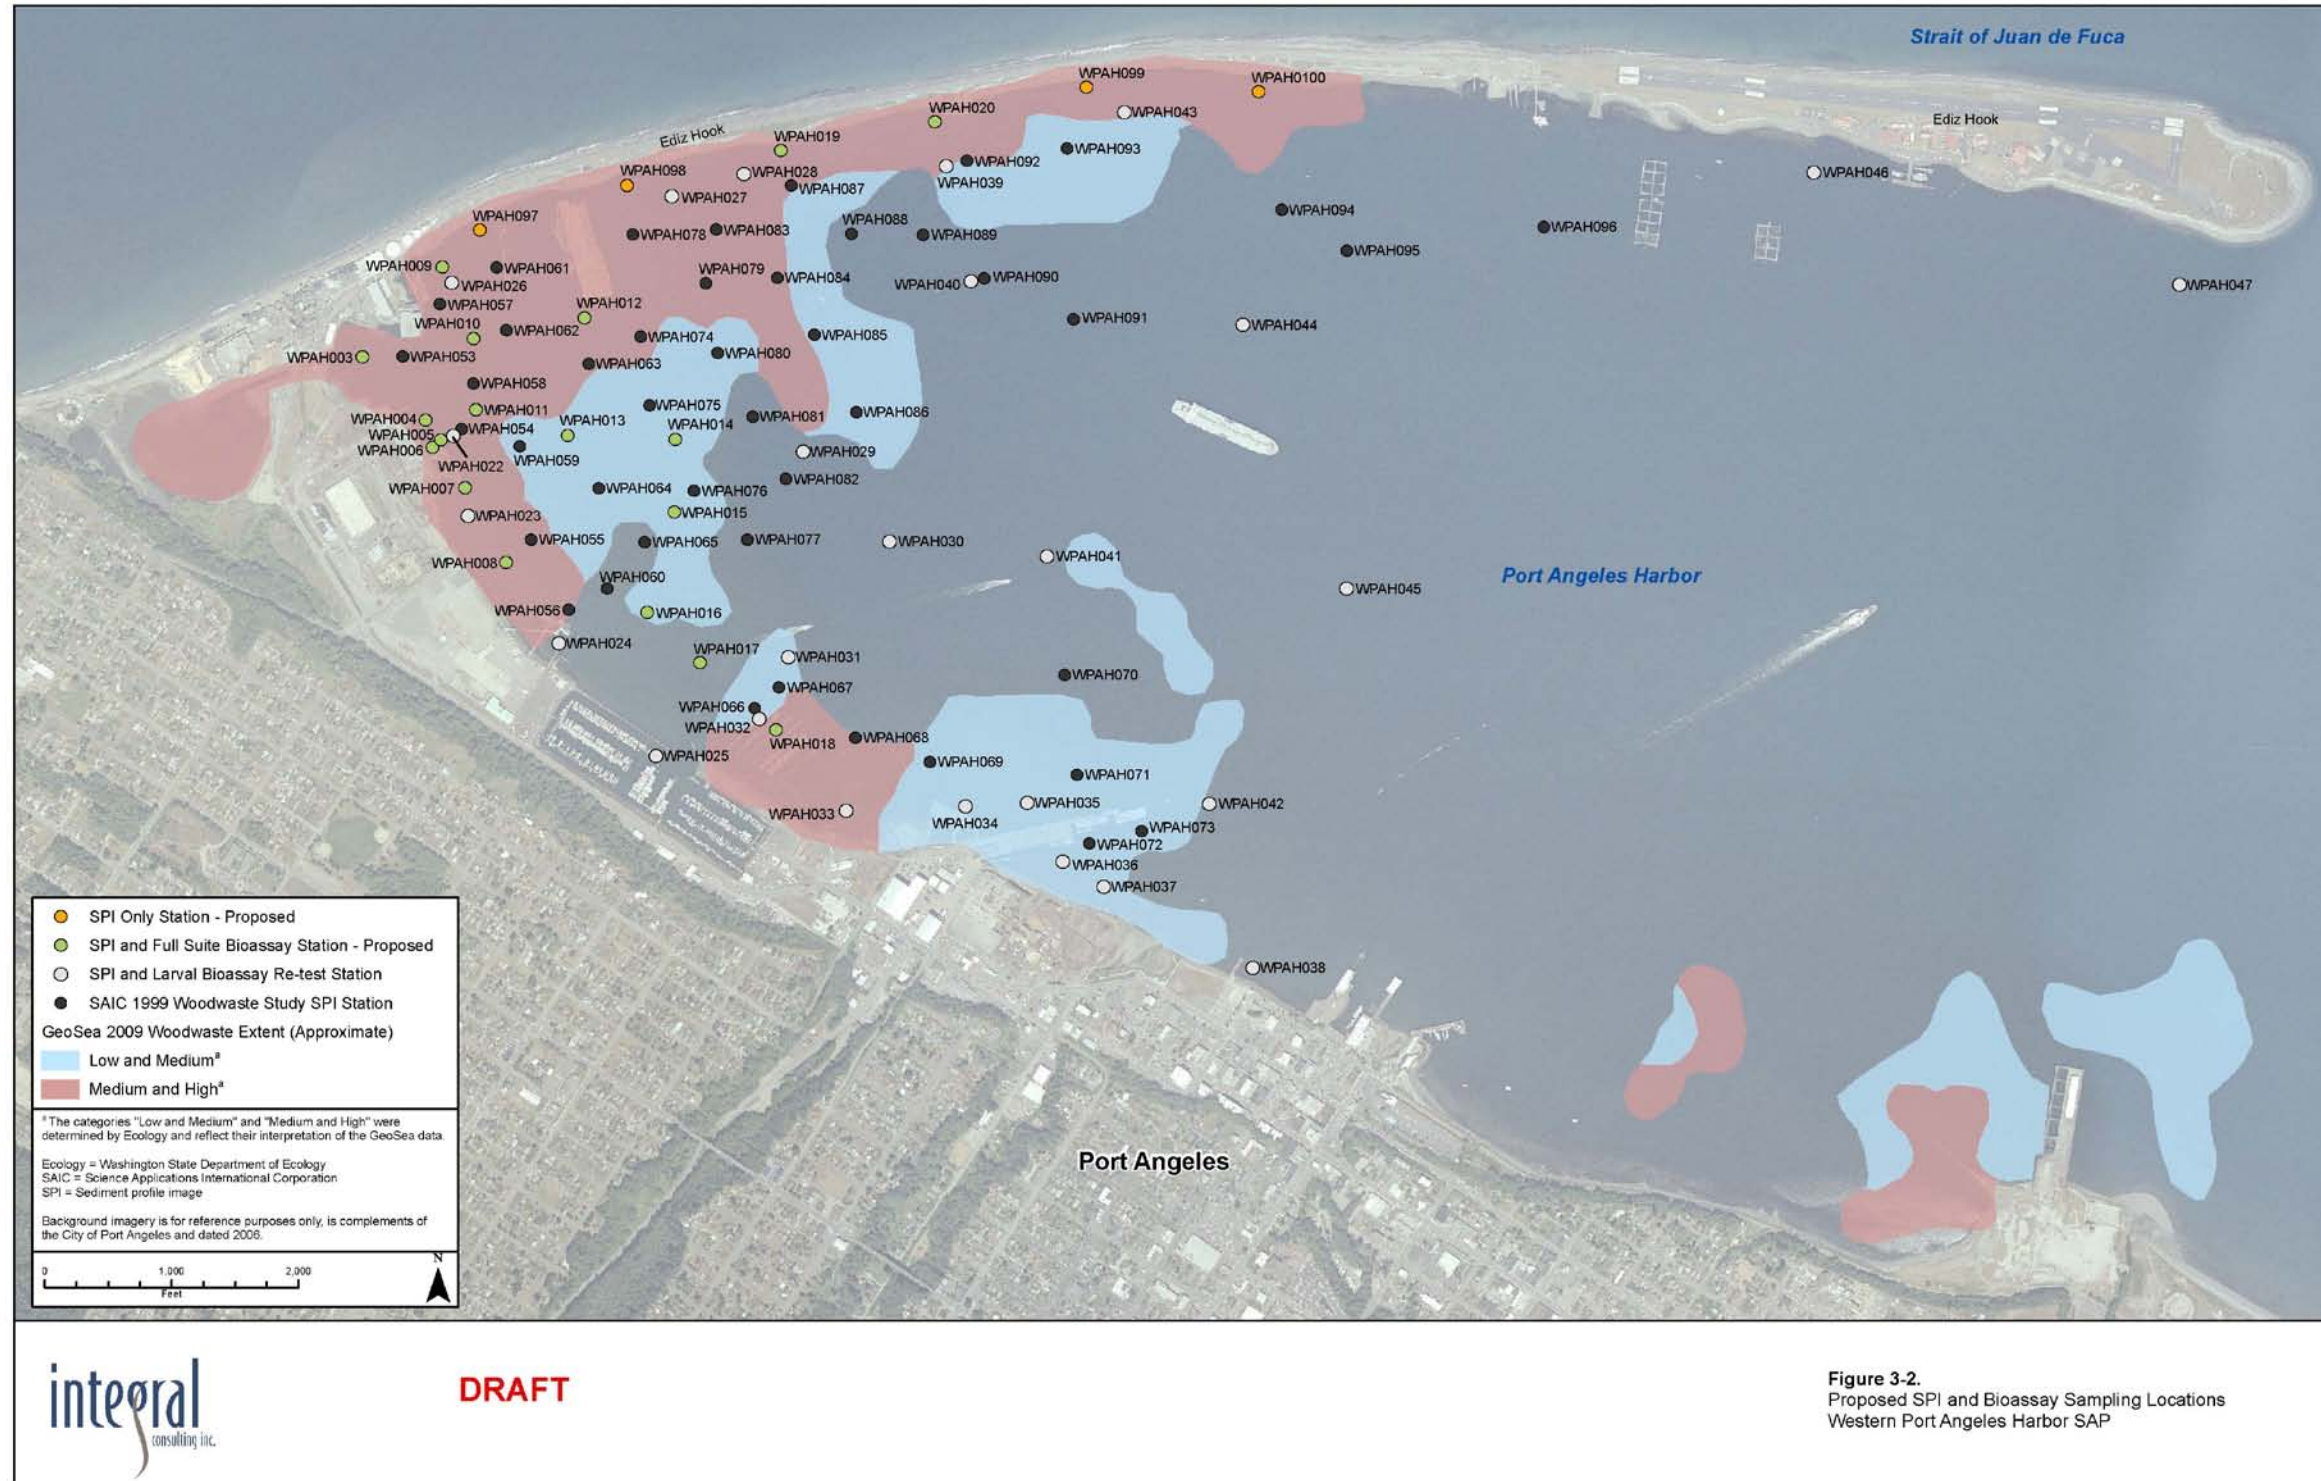 Strait of Juan de Fuca
WPAH099
WPAH0100
WPAH020
WPAH043
Ediz Hook
Ediz Hook
WPAH019
WPAH093
WPAH092
WPAH098
WPAH028
WPAH039
WPAH046
WPAH087
WPAH027
WPAH097
WPAH088
WPAH094
WPAH096
WPAH078
WPAH083
WPAH089
WPAH095
WPAH009
WPAH061
WPAH079
WPAH084
WPAH040
WPAH090
WPAH047
WPAH026
WPAH057
WPAH012
WPAH010
WPAH062
WPAH091
WPAH044
WPAH074
WPAH085
WPAH003
WPAH053
WPAH080
WPAH063
WPAH058
WPAH075
WPAH011
WPAH086
WPAH004
WPAH013
WPAH014
WPAH081
WPAH054
WPAH005
WPAH006
WPAH029
WPAH059
WPAH022
WPAH082
WPAH007
WPAH064
WPAH076
WPAH023
WPAH015
WPAH055
WPAH065
WPAH077
WPAH030
WPAH041
WPAH008
Port Angeles Harbor
WPAH060
WPAH045
WPAH056
WPAH016
WPAH024
WPAH017
WPAH031
WPAH070
WPAH067
WPAH066
WPAH032
WPAH018
WPAH068
WPAH025
WPAH069
WPAH071
WPAH035
WPAH042
WPAH033
WPAH034
WPAH073
WPAH072
WPAH036
WPAH037
WPAH038
Port Angeles
SPI Only Station - Proposed
SPI and Full Suite Bioassay Station - Proposed
SPI and Larval Bioassay Re-test Station
SAIC 1999 Woodwaste Study SPI Station
GeoSea 2009 Woodwaste Extent (Approximate)
Low and Mediumª
Medium and Highª
ª The categories "Low and Medium" and "Medium and High" were
determined by Ecology and reflect their interpretation of the GeoSea data.
Ecology = Washington State Department of Ecology
SAIC = Science Applications International Corporation
SPI = Sediment profile image
Background imagery is for reference purposes only, is complements of
the City of Port Angeles and dated 2006.
N
0 1,000 2,000
Feet
integral
consulting inc.
DRAFT
Figure 3-2.
Proposed SPI and Bioassay Sampling Locations
Western Port Angeles Harbor SAP